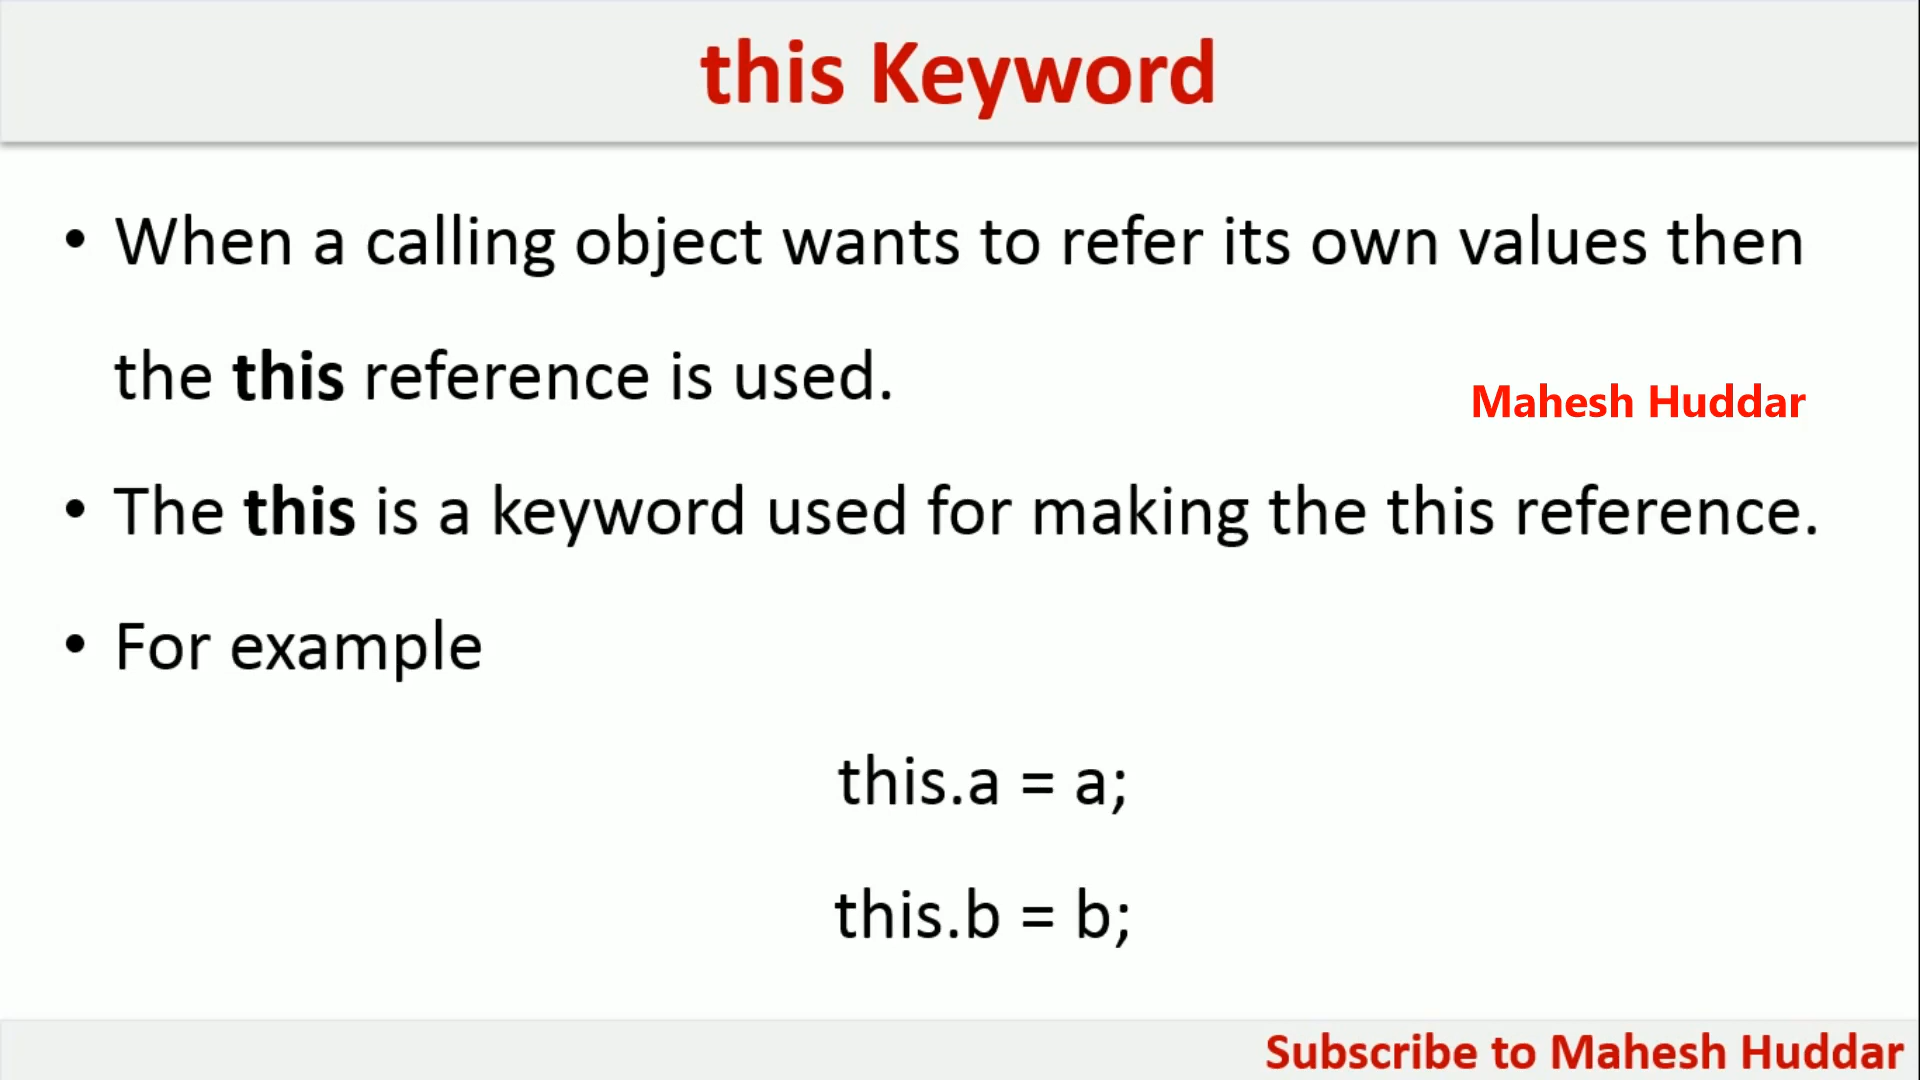 this Keyword
• When a calling object wants to refer its own values then
the this reference is used.
Mahesh Huddar
• The this is a keyword used for making the this reference.
• For example
this.a = a;
this.b = b;
Subscribe to Mahesh Huddar